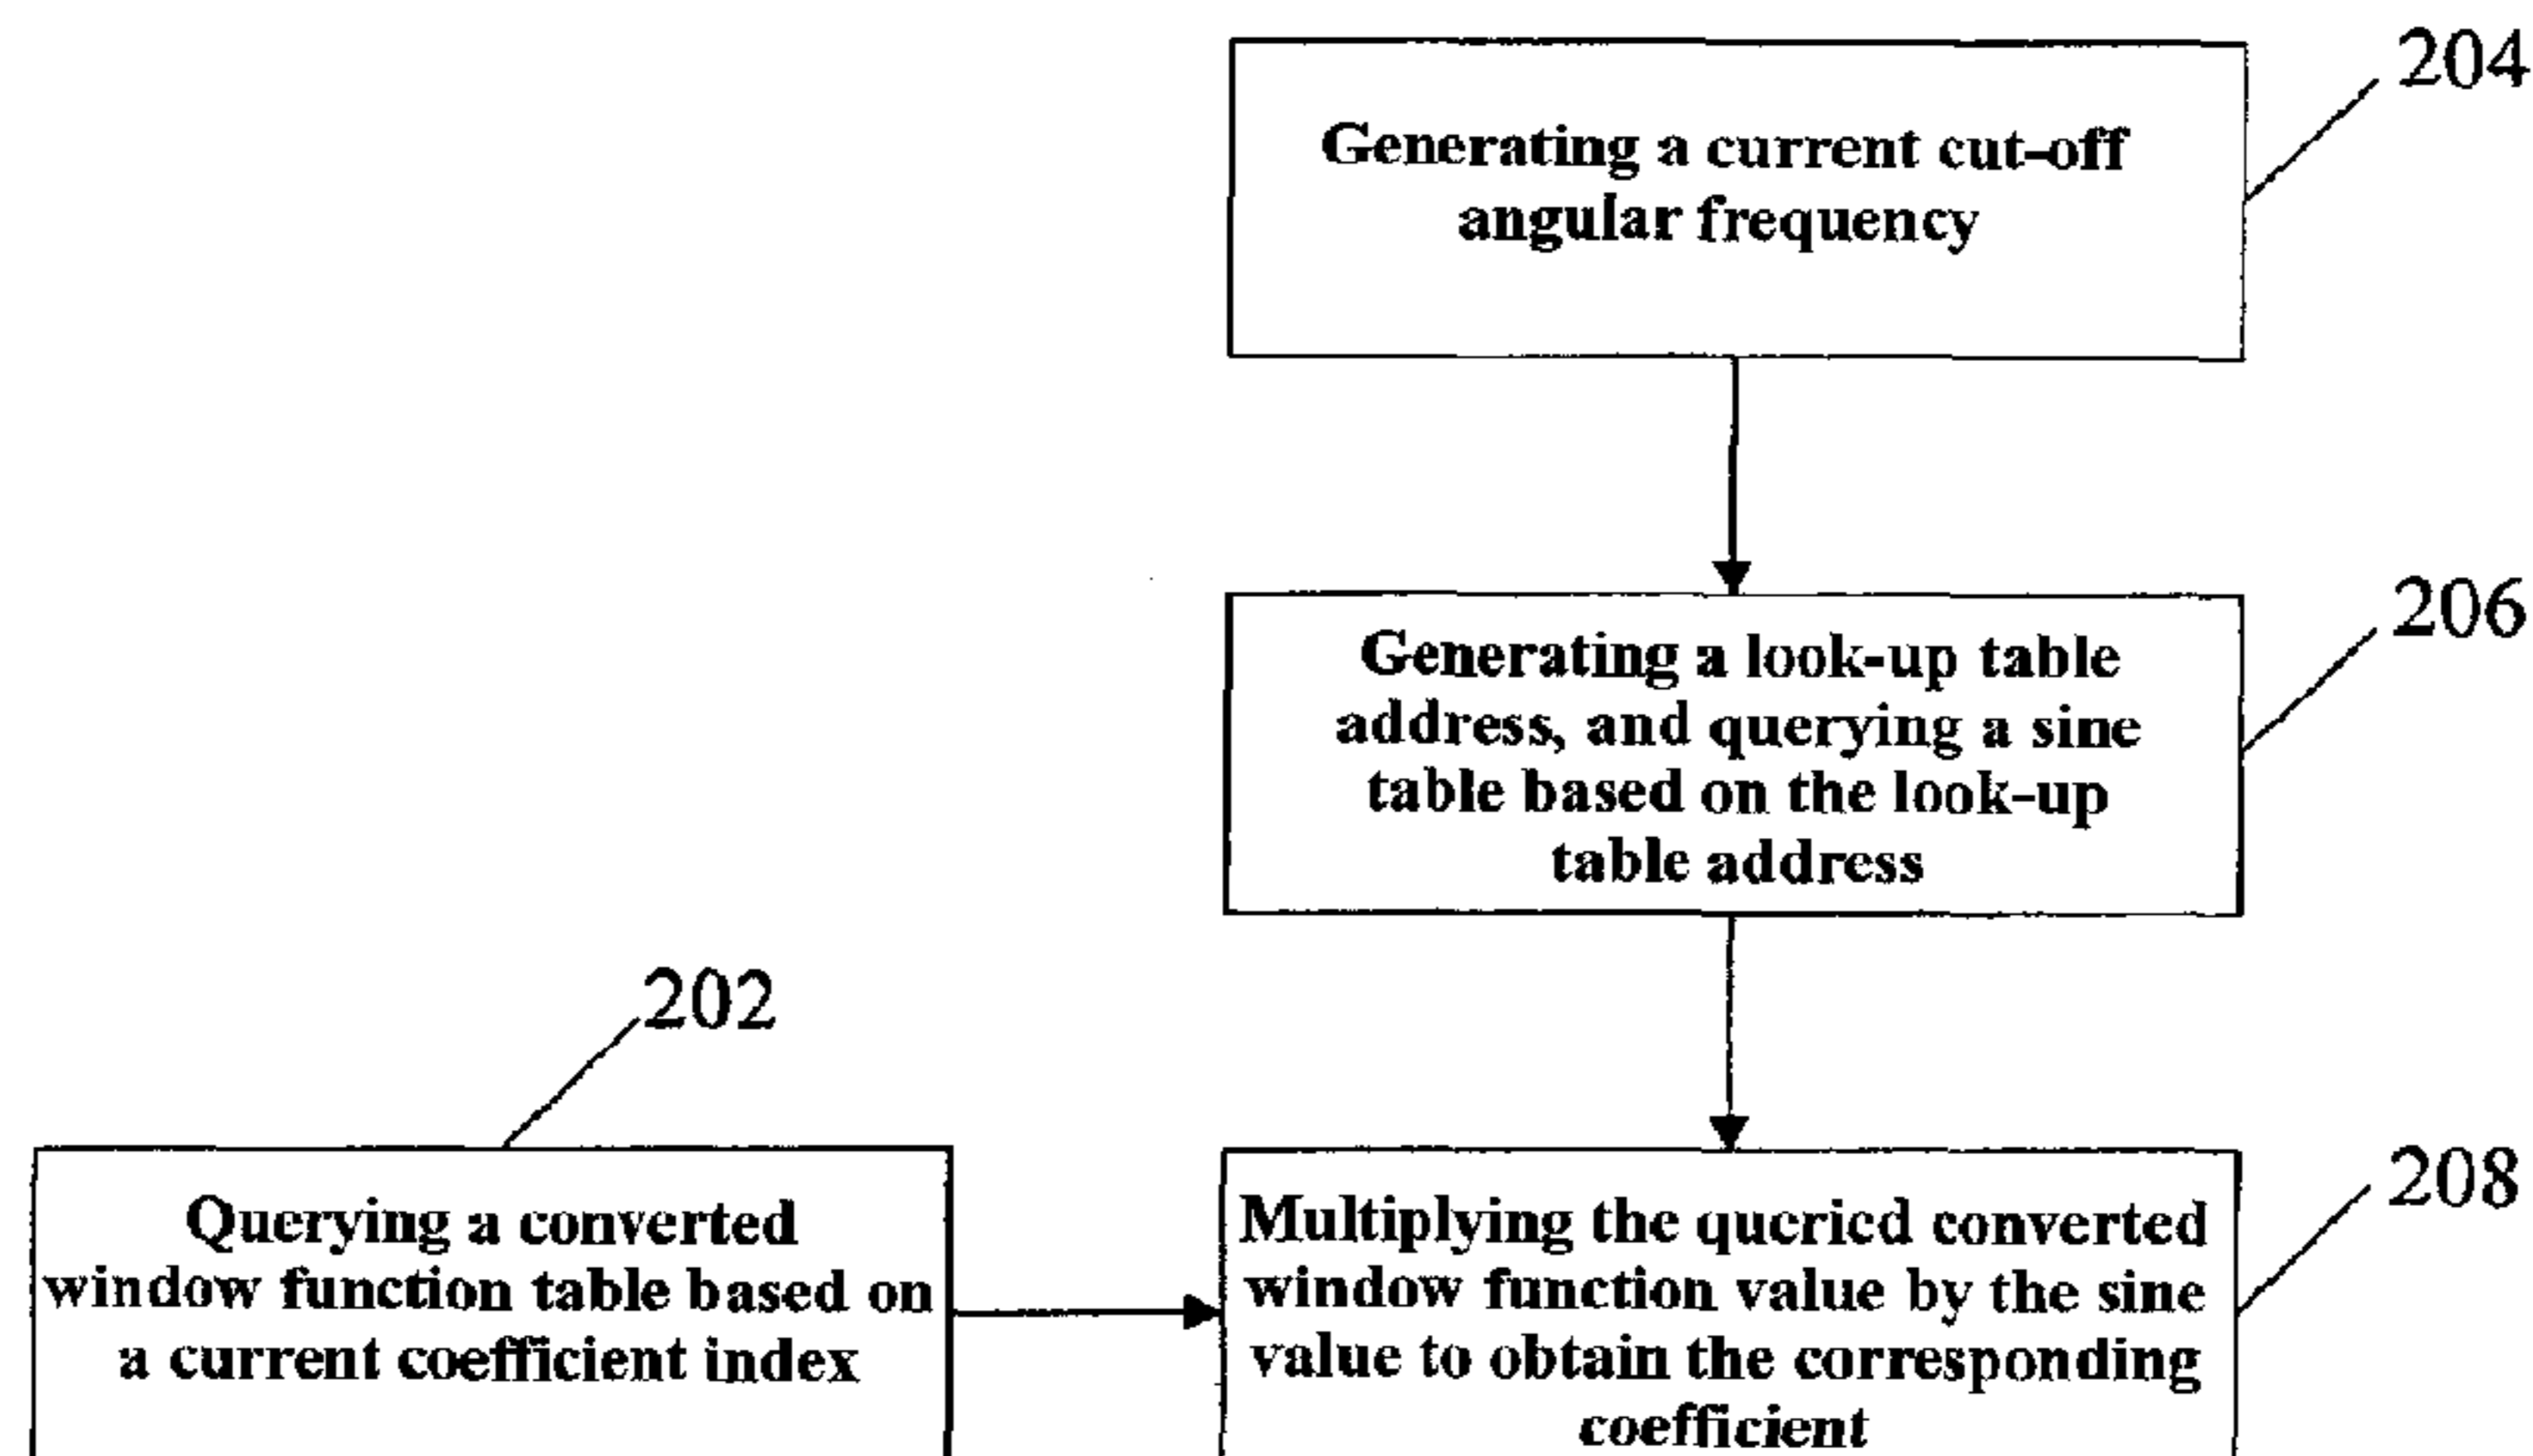 204
Generating a current cut-off
angular frequency
206
Generating a look-up table
address, and querying a sine
table based on the look-up
table address
202
Querying a converted
window function table based on
a current coefficient index
208
Multiplying the queried converted
window function value by the sine
value to obtain the corresponding
coefficient